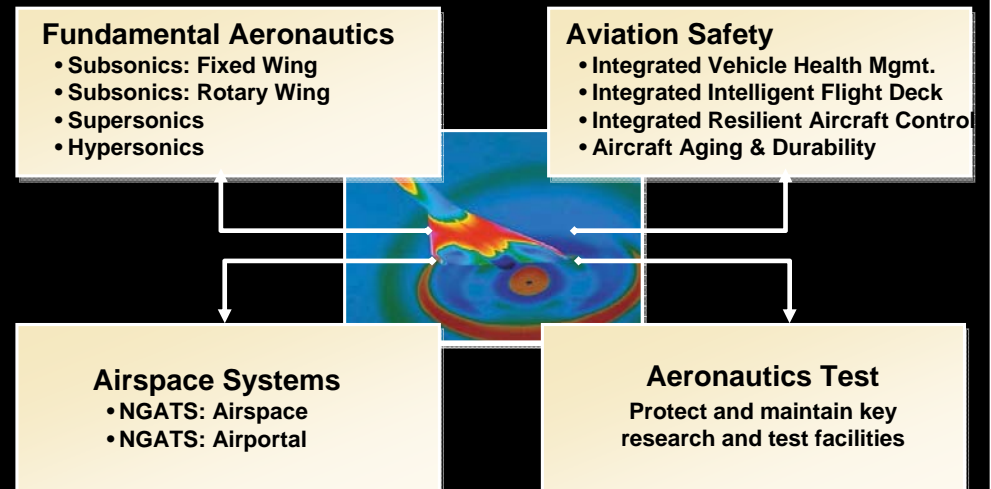 Fundamental Aeronautics
• Subsonics: Fixed Wing
• Subsonics: Rotary Wing
• Supersonics
• Hypersonics
Aviation Safety
• Integrated Vehicle Health Mgmt.
• Integrated Intelligent Flight Deck
• Integrated Resilient Aircraft Control
• Aircraft Aging & Durability
Airspace Systems
• NGATS: Airspace
• NGATS: Airportal
Aeronautics Test
Protect and maintain key
research and test facilities